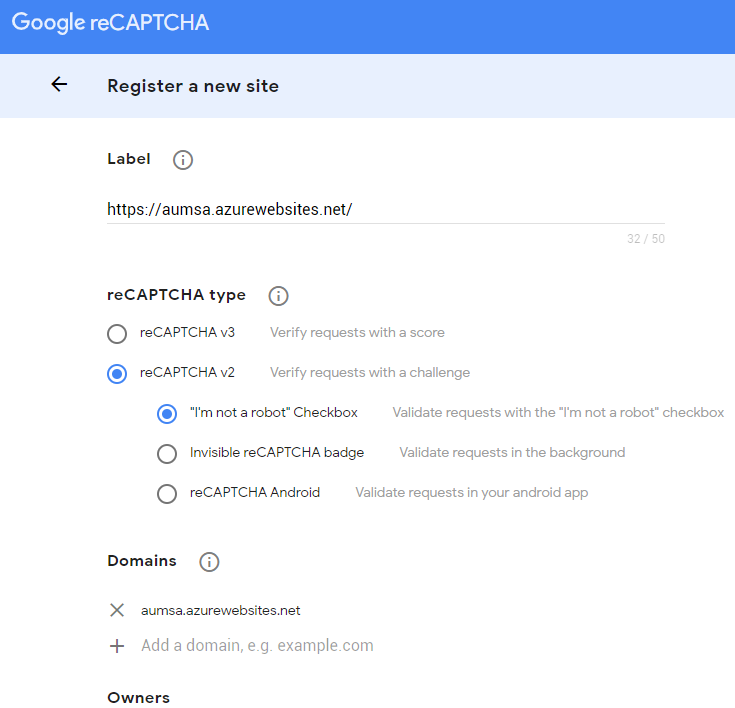 Google reCAPTCHA
Register a new site
Label
https://aumsa.azurewebsites.net/
32 / 50
reCAPTCHA type
reCAPTCHA v3 Verify requests with a score
reCAPTCHA v2 Verify requests with a challenge
"I'm not a robot" Checkbox Validate requests with the "I'm not a robot" checkbox
Invisible reCAPTCHA badge Validate requests in the background
reCAPTCHA Android Validate requests in your android app
Domains
aumsa.azurewebsites.net
Add a domain, e.g. example.com
Owners